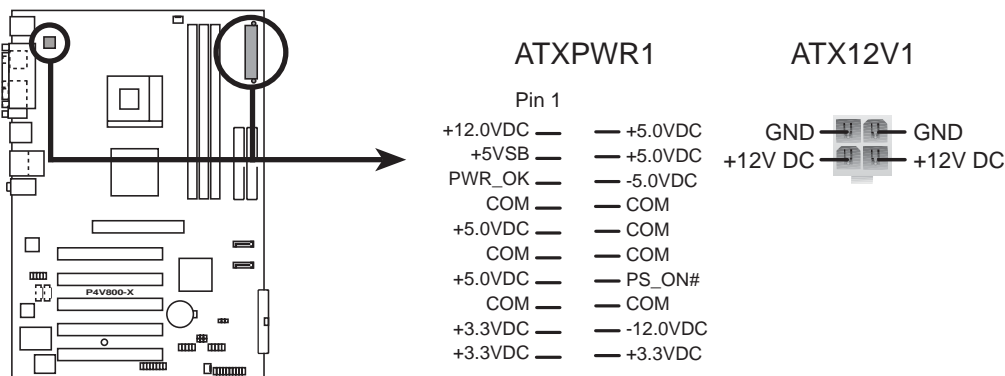 ATXPWR1 ATX12V1
Pin 1
+12.0VDC +5.0VDC
+5VSB +5.0VDC
PWR_OK -5.0VDC
COM COM
+5.0VDC COM
COM COM
+5.0VDC PS_ON#
COM COM
+3.3VDC -12.0VDC
+3.3VDC +3.3VDC
GND GND
+12V DC +12V DC
P4V800-X